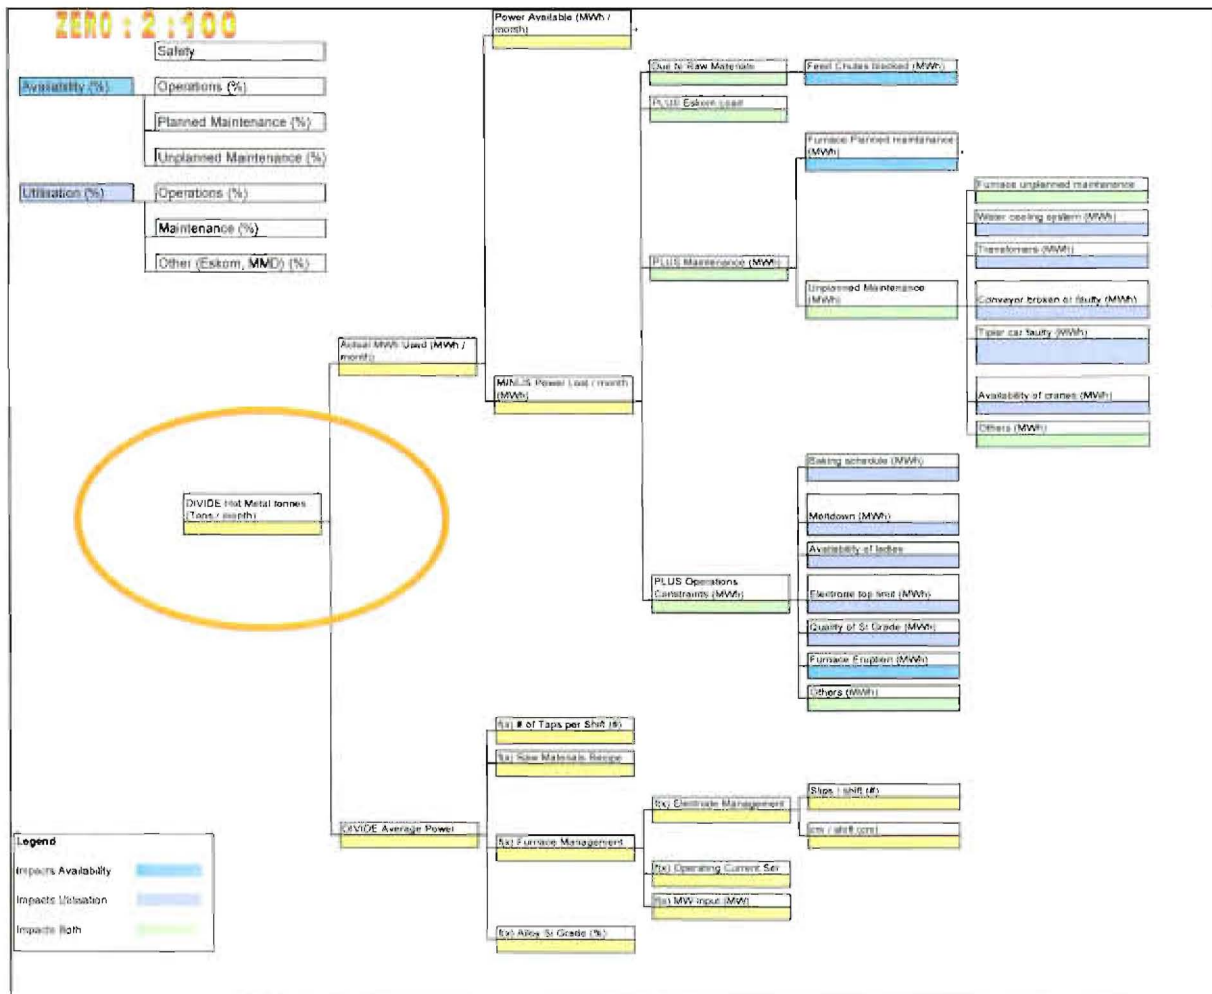 ZERO : 2 : 100
Safety
Availability (%)
Operations (%)
Planned Maintenance (%)
Unplanned Maintenance (%)
Utilisation (%)
Operations (%)
Maintenance (%)
Other (Eskom, MMD) (%)
Power Available (MWh /
month)
Due to Raw Materials
Feed Chutes blocked (MWh)
PLUS Eskom Load
Furnace Planned maintenance
(MWh)
PLUS Maintenance (MWh)
Unplanned Maintenance
(MWh)
Furnace unplanned maintenance
Water cooling system (MWh)
Transformers (MWh)
Conveyor broken or faulty (MWh)
Tipler car faulty (MWh)
Availability of cranes (MWh)
Others (MWh)
Actual MWh Used (MWh /
month)
MINUS Power Lost / month
(MWh)
DIVIDE Hot Metal tonnes
(Tons / month)
Baking schedule (MWh)
Meltdown (MWh)
Availability of ladles
PLUS Operations
Constraints (MWh)
Electrode top limit (MWh)
Quality of Si Grade (MWh)
Furnace Eruption (MWh)
Others (MWh)
f(x) # of Taps per Shift (#)
f(x) Raw Materials Recipe
DIVIDE Average Power
f(x) Furnace Management
f(x) Electrode Management
Slips / shift (#)
cm / shift (cm)
f(x) Operating Current Set
f(x) MW input (MW)
f(x) Alloy Si Grade (%)
Legend
Impacts Availability
Impacts Utilisation
Impacts Both